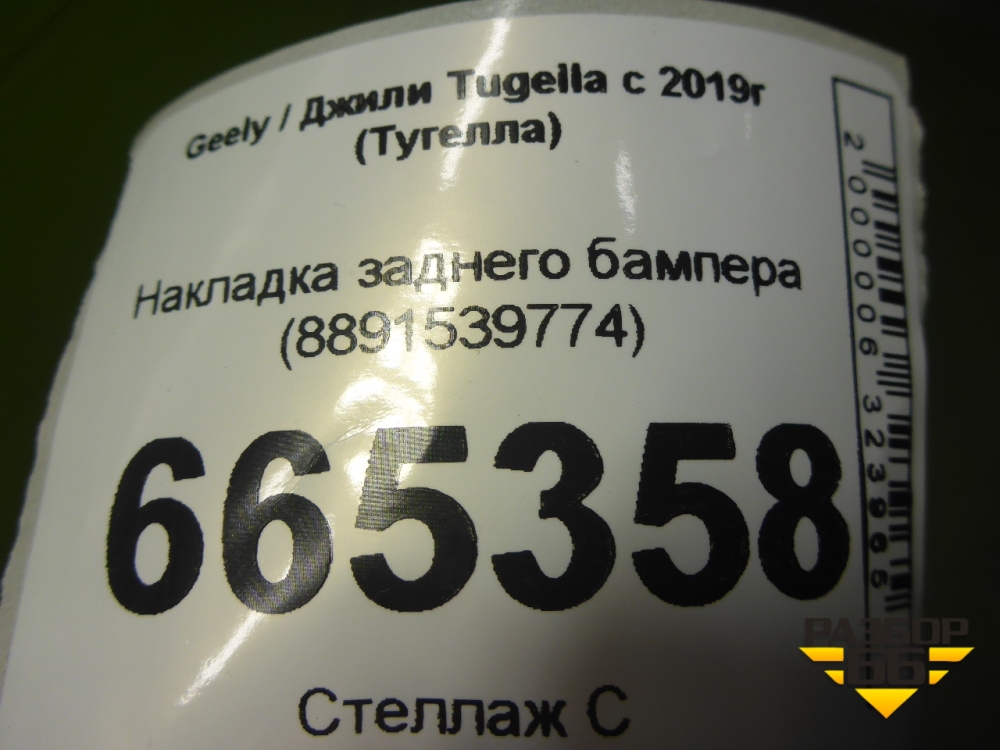 Geely / Джили Tugella с 2019г
(Тугелла)
Накладка заднего бампера
(8891539774)
665358
Стеллаж С
2000006323965
РАЗБОР
66